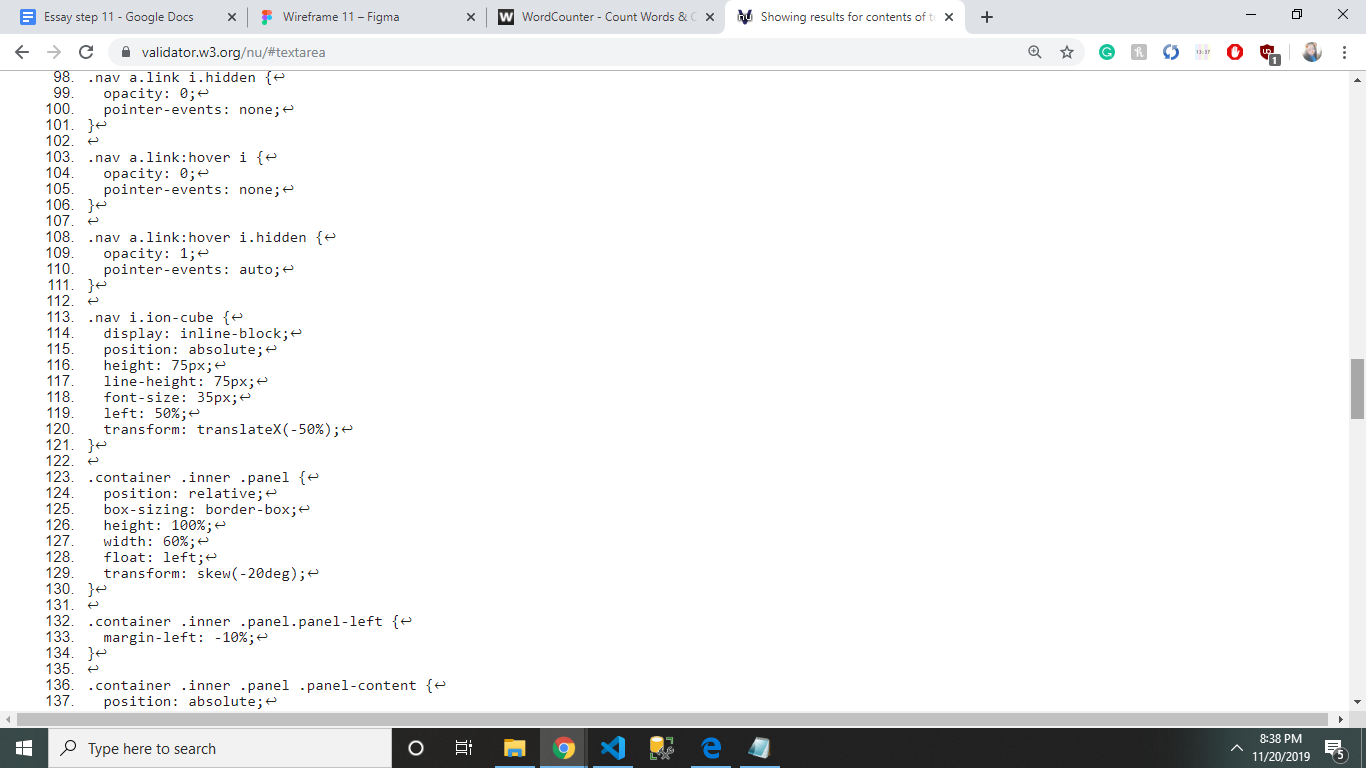 Essay step 11 - Google Docs
Wireframe 11 – Figma
WordCounter - Count Words & C
Showing results for contents of te
validator.w3.org/nu/#textarea
98. .nav a.link i.hidden {↩
99. opacity: 0;↩
100. pointer-events: none;↩
101. }↩
102. ↩
103. .nav a.link:hover i {↩
104. opacity: 0;↩
105. pointer-events: none;↩
106. }↩
107. ↩
108. .nav a.link:hover i.hidden {↩
109. opacity: 1;↩
110. pointer-events: auto;↩
111. }↩
112. ↩
113. .nav i.ion-cube {↩
114. display: inline-block;↩
115. position: absolute;↩
116. height: 75px;↩
117. line-height: 75px;↩
118. font-size: 35px;↩
119. left: 50%;↩
120. transform: translateX(-50%);↩
121. }↩
122. ↩
123. .container .inner .panel {↩
124. position: relative;↩
125. box-sizing: border-box;↩
126. height: 100%;↩
127. width: 60%;↩
128. float: left;↩
129. transform: skew(-20deg);↩
130. }↩
131. ↩
132. .container .inner .panel.panel-left {↩
133. margin-left: -10%;↩
134. }↩
135. ↩
136. .container .inner .panel .panel-content {↩
137. position: absolute;↩
Type here to search
8:38 PM
11/20/2019
5